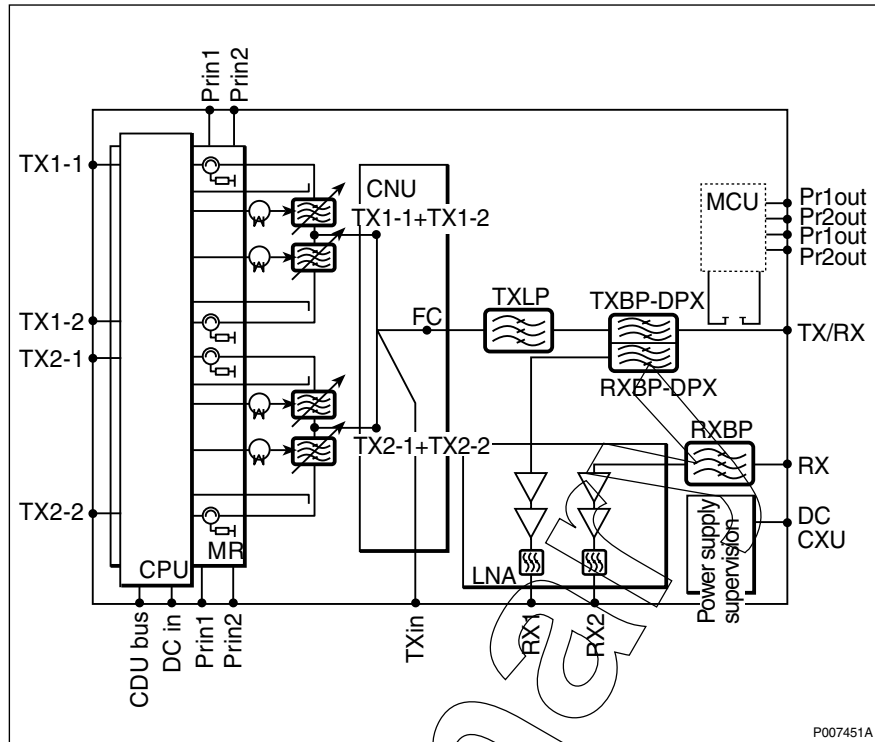 Prin1
Prin2
TX1-1
CNU
TX1-1+TX1-2
MCU
Pr1out
Pr2out
Pr1out
Pr2out
TX1-2
TX2-1
FC
TXLP
TXBP-DPX
TX/RX
RXBP-DPX
RXBP
TX2-1+TX2-2
RX
TX2-2
DC
CXU
Power supply
supervision
MR
CPU
LNA
CDU bus
DC in
Prin1
Prin2
TXin
RX1
RX2
P007451A